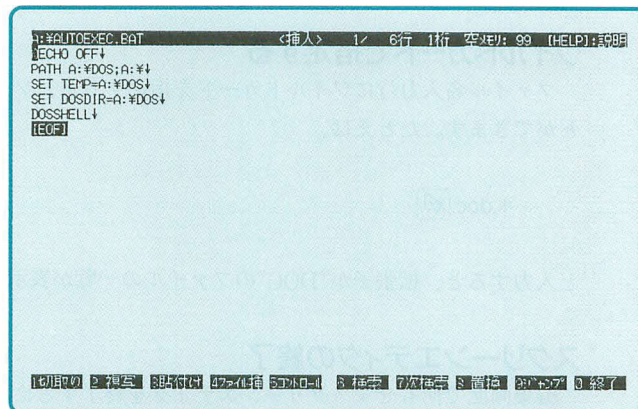 A:¥AUTOEXEC.BAT <挿入> 1/ 6行 1桁 空メモリ: 99 [HELP]:説明
ECHO OFF↓
PATH A:¥DOS;A:¥↓
SET TEMP=A:¥DOS↓
SET DOSDIR=A:¥DOS↓
DOSSHELL↓
[EOF]
1切取り 2 複写 3貼付け 4ファイル挿 5コントロール 6 検索 7次検索 8 置換 9ジャンプ 0 終了